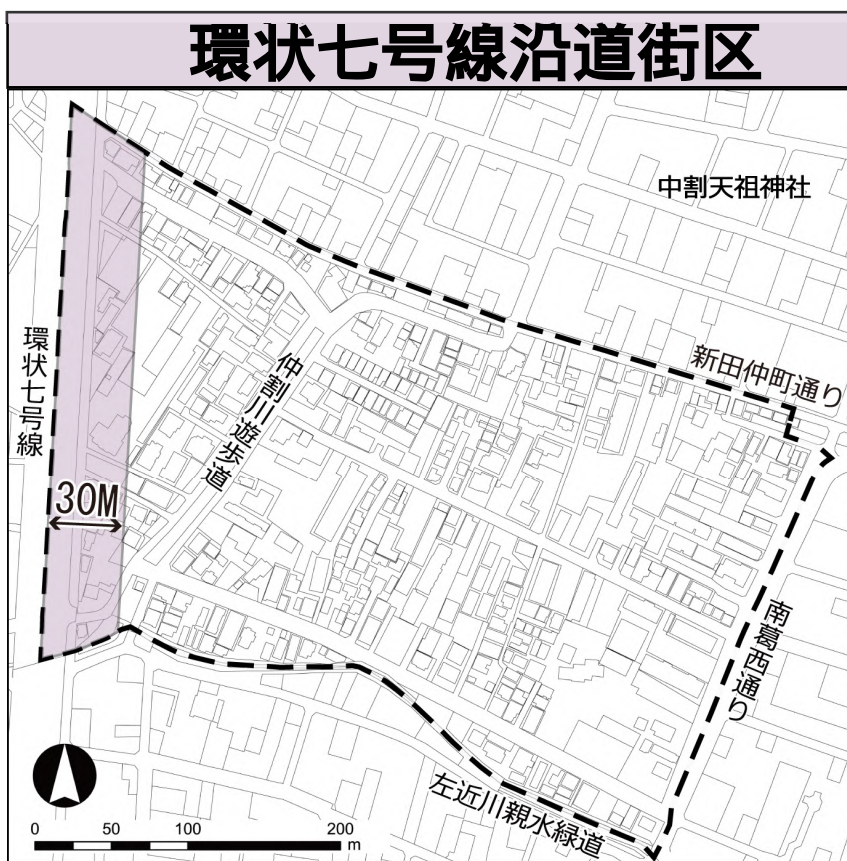 環状七号線沿道街区
中割天祖神社
新田仲町通り
環状七号線
仲割川遊歩道
30M
南葛西通り
左近川親水緑道
0 50 100 200
m